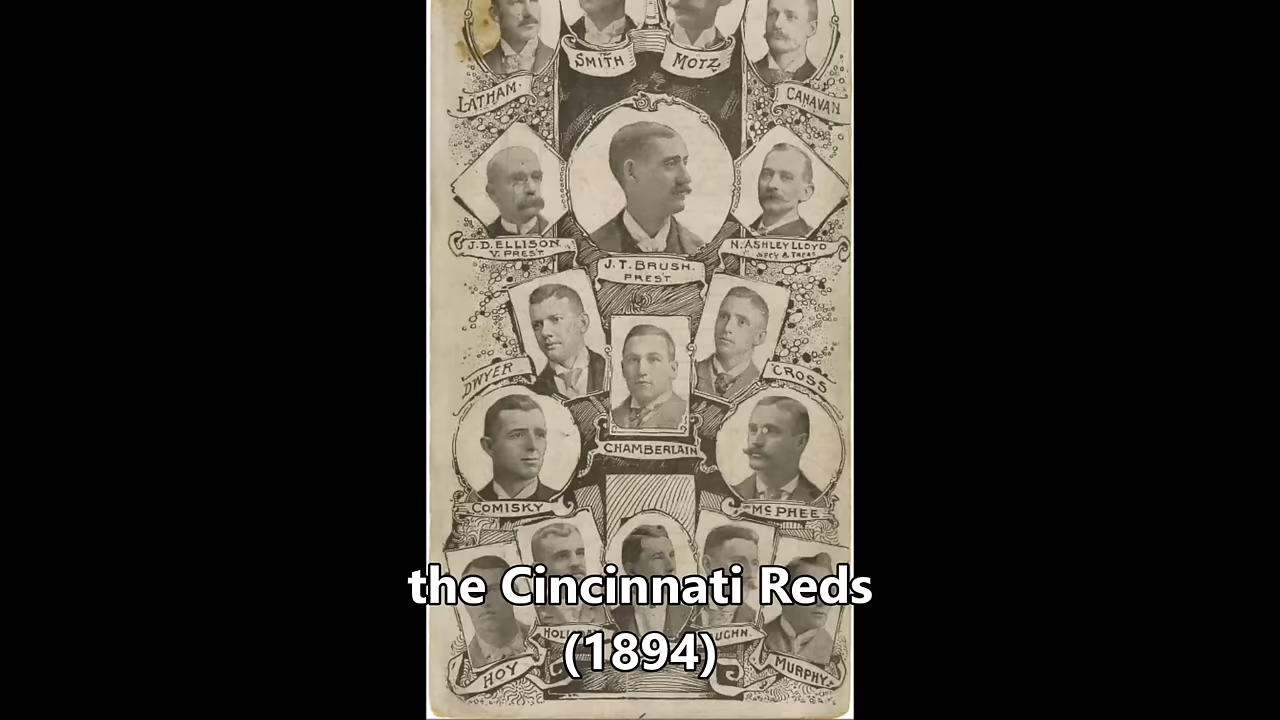 SMITH
MOTZ
LATHAM
CANAVAN
J.D. ELLISON
V. PREST.
N. ASHLEY LLOYD
SECY & TREAS
J. T. BRUSH.
PREST.
DWYER
CROSS
CHAMBERLAIN
COMISKY
McPHEE
the Cincinnati Reds
(1894)
HOY
MURPHY